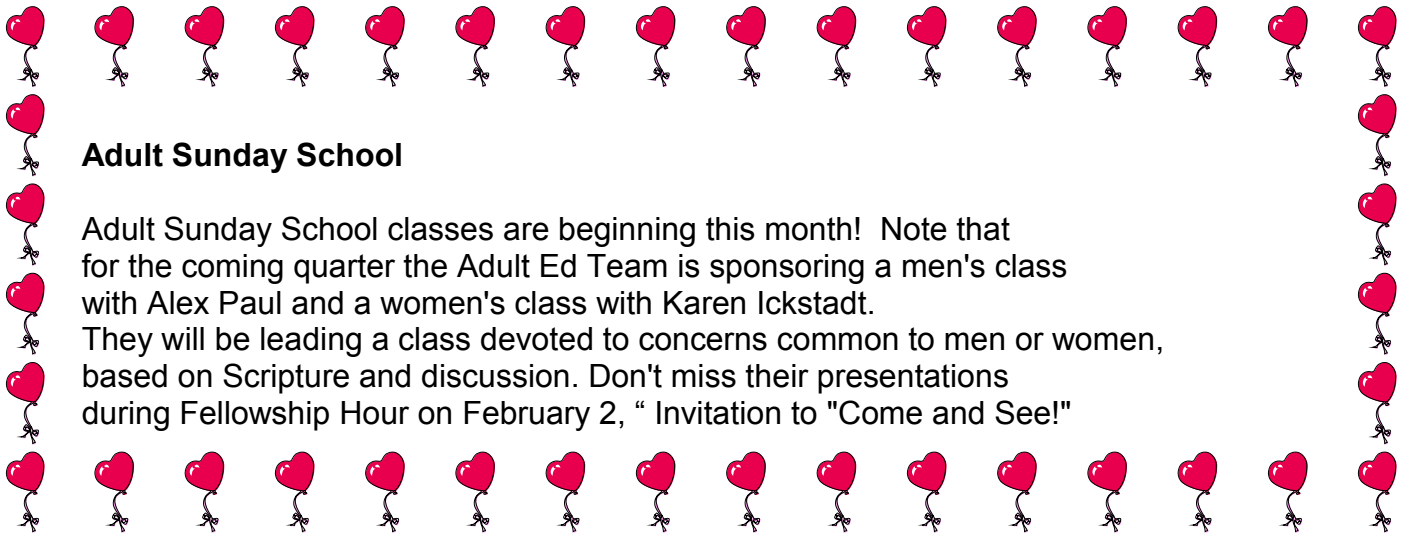 Adult Sunday School
Adult Sunday School classes are beginning this month!  Note that
for the coming quarter the Adult Ed Team is sponsoring a men's class
with Alex Paul and a women's class with Karen Ickstadt.
They will be leading a class devoted to concerns common to men or women,
based on Scripture and discussion. Don't miss their presentations
during Fellowship Hour on February 2, “ Invitation to "Come and See!"